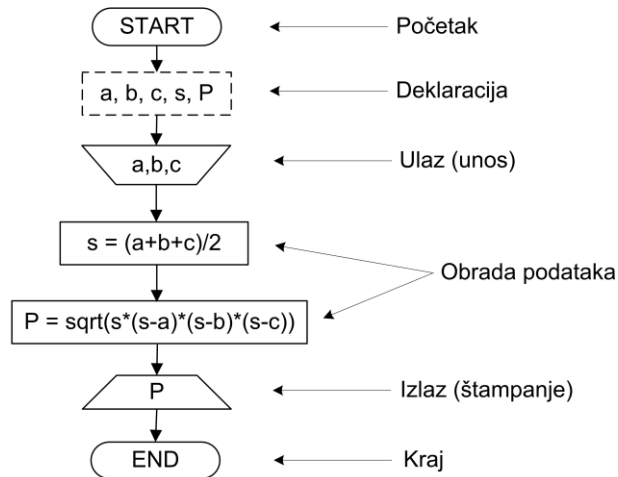 START
Početak
a, b, c, s, P
Deklaracija
a,b,c
Ulaz (unos)
s = (a+b+c)/2
Obrada podataka
P = sqrt(s*(s-a)*(s-b)*(s-c))
P
Izlaz (štampanje)
END
Kraj